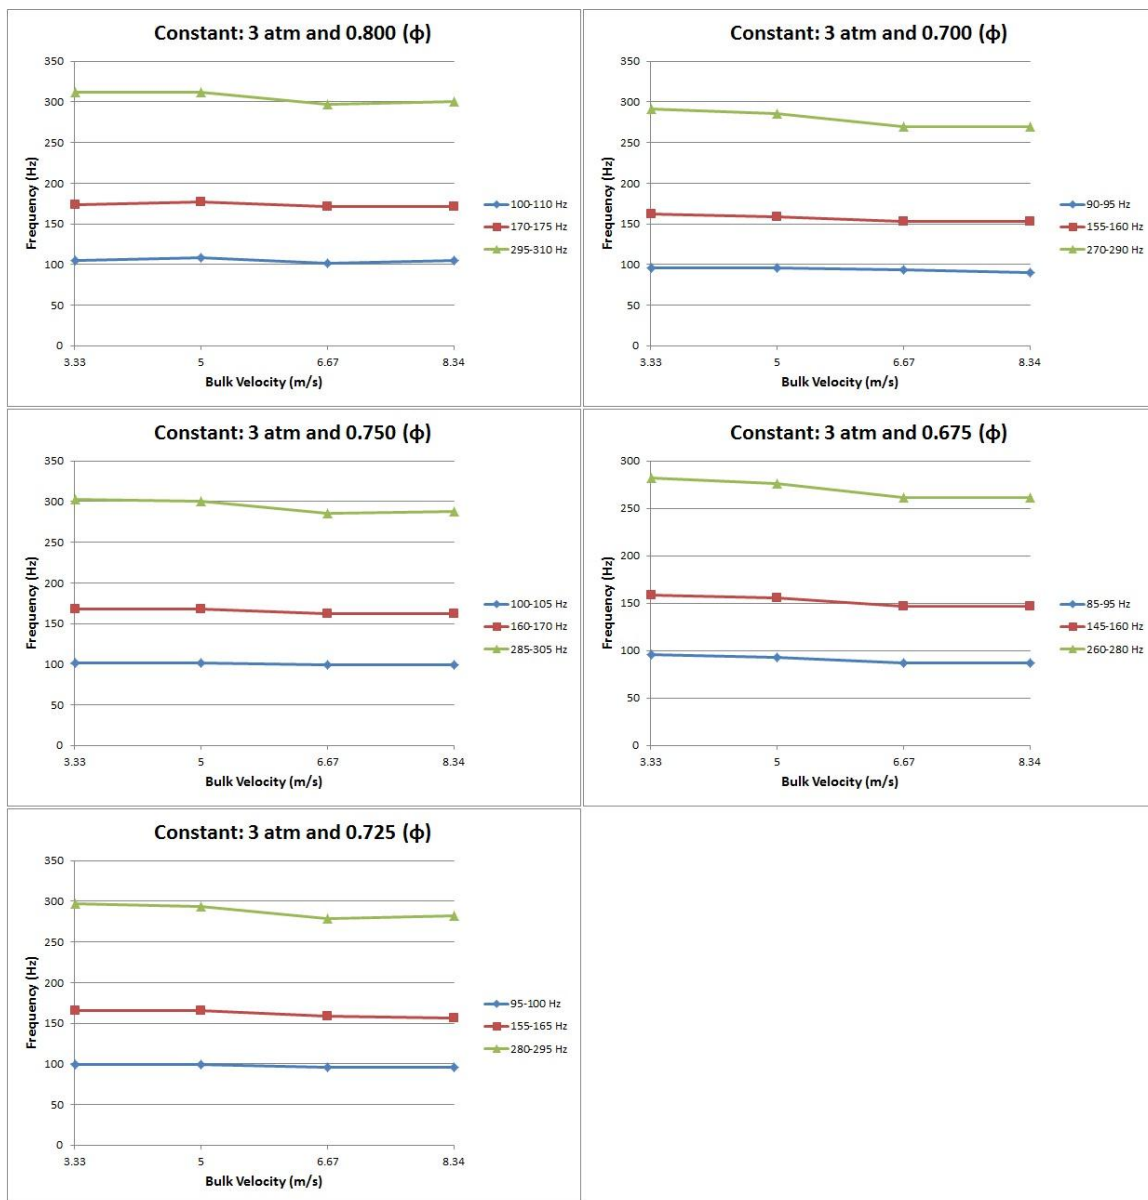 Constant: 3 atm and 0.800 (ϕ)
350
300
250
200
150
100
50
0
Frequency (Hz)
3.33 5 6.67 8.34
Bulk Velocity (m/s)
100-110 Hz
170-175 Hz
295-310 Hz
Constant: 3 atm and 0.700 (ϕ)
350
300
250
200
150
100
50
0
Frequency (Hz)
3.33 5 6.67 8.34
Bulk Velocity (m/s)
90-95 Hz
155-160 Hz
270-290 Hz
Constant: 3 atm and 0.750 (ϕ)
350
300
250
200
150
100
50
0
Frequency (Hz)
3.33 5 6.67 8.34
Bulk Velocity (m/s)
100-105 Hz
160-170 Hz
285-305 Hz
Constant: 3 atm and 0.675 (ϕ)
300
250
200
150
100
50
0
Frequency (Hz)
3.33 5 6.67 8.34
Bulk Velocity (m/s)
85-95 Hz
145-160 Hz
260-280 Hz
Constant: 3 atm and 0.725 (ϕ)
350
300
250
200
150
100
50
0
Frequency (Hz)
3.33 5 6.67 8.34
Bulk Velocity (m/s)
95-100 Hz
155-165 Hz
280-295 Hz